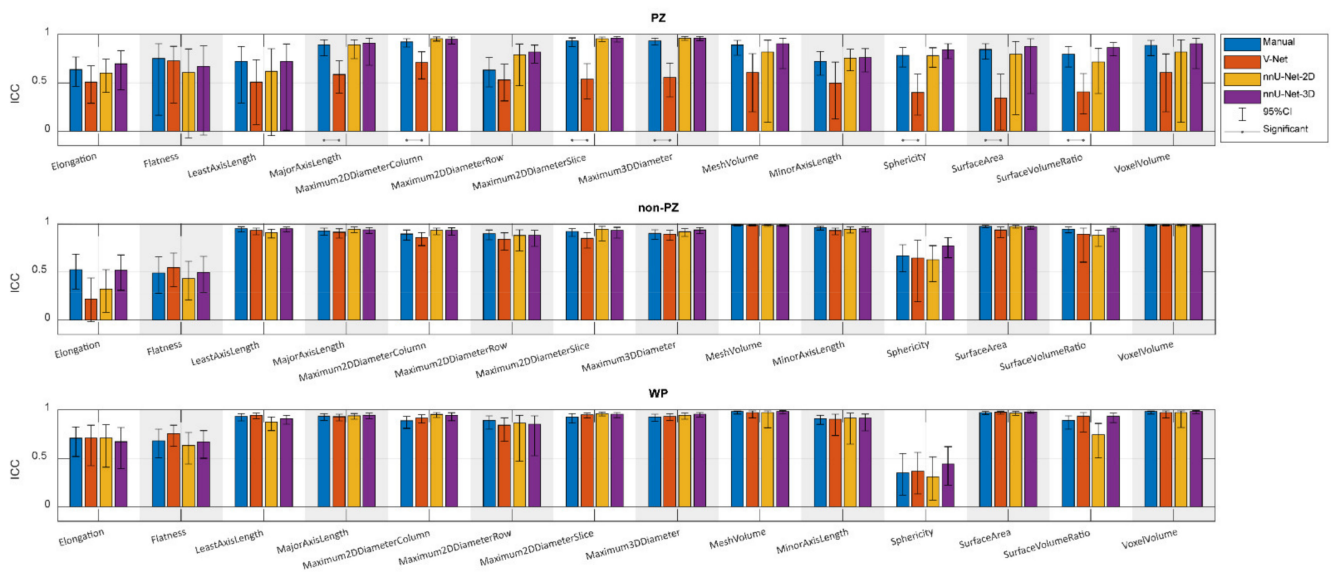 PZ
1
0.5
0
ICC
Elongation
Flatness
LeastAxisLength
MajorAxisLength
Maximum2DDiameterColumn
Maximum2DDiameterRow
Maximum2DDiameterSlice
Maximum3DDiameter
MeshVolume
MinorAxisLength
Sphericity
SurfaceArea
SurfaceVolumeRatio
VoxelVolume
Manual
V-Net
nnU-Net-2D
nnU-Net-3D
95%CI
Significant
non-PZ
1
0.5
0
ICC
Elongation
Flatness
LeastAxisLength
MajorAxisLength
Maximum2DDiameterColumn
Maximum2DDiameterRow
Maximum2DDiameterSlice
Maximum3DDiameter
MeshVolume
MinorAxisLength
Sphericity
SurfaceArea
SurfaceVolumeRatio
VoxelVolume
WP
1
0.5
0
ICC
Elongation
Flatness
LeastAxisLength
MajorAxisLength
Maximum2DDiameterColumn
Maximum2DDiameterRow
Maximum2DDiameterSlice
Maximum3DDiameter
MeshVolume
MinorAxisLength
Sphericity
SurfaceArea
SurfaceVolumeRatio
VoxelVolume